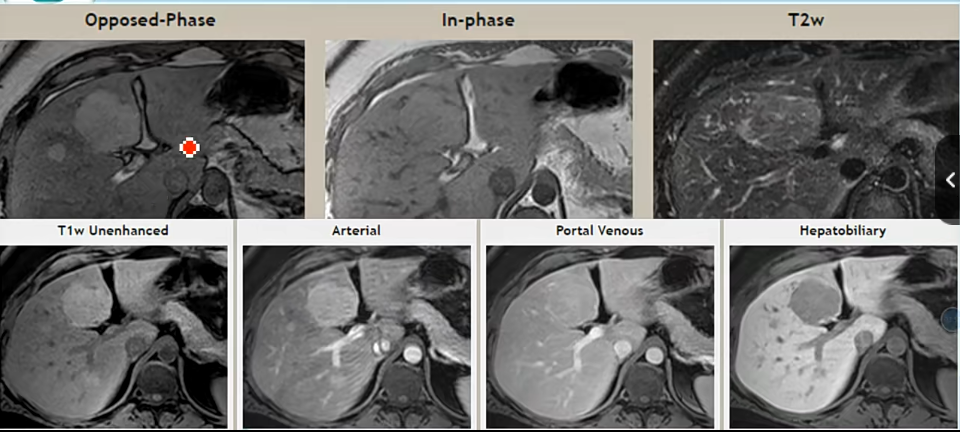 Opposed-Phase
In-phase
T2w
T1w Unenhanced
Arterial
Portal Venous
Hepatobiliary